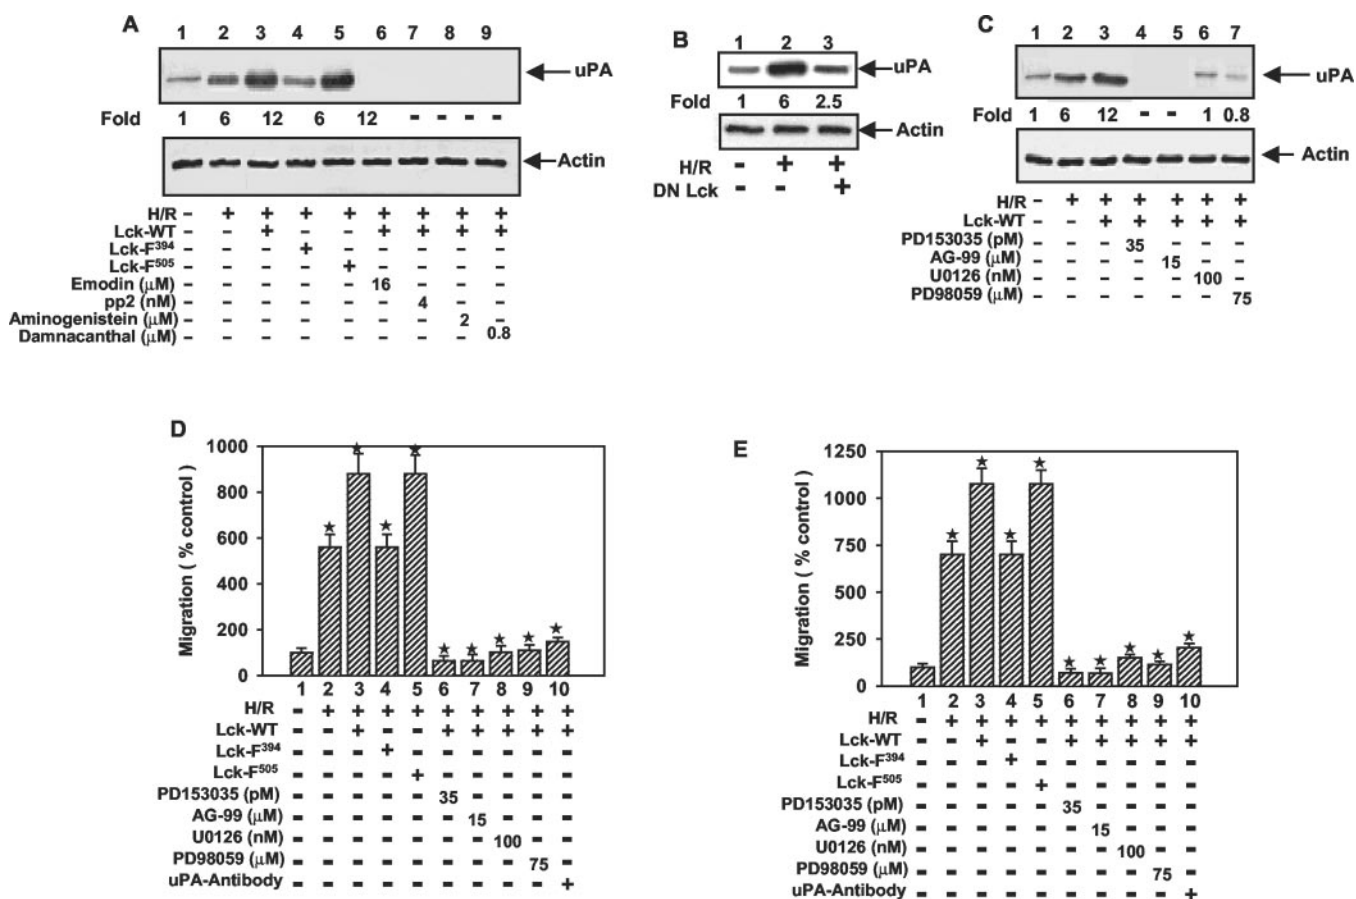 A
1 2 3 4 5 6 7 8 9
uPA
Fold 1 6 12 6 12 - - - -
Actin
H/R - + + + + + + + +
Lck-WT - - + - - + + + +
Lck-F394 - - - + - - - - -
Lck-F505 - - - - + - - - -
Emodin (μM) - - - - - 16 - - -
pp2 (nM) - - - - - - 4 - -
Aminogenistein (μM) - - - - - - - 2 -
Damnacanthal (μM) - - - - - - - - 0.8
B
1 2 3
uPA
Fold 1 6 2.5
Actin
H/R - + +
DN Lck - - +
C
1 2 3 4 5 6 7
uPA
Fold 1 6 12 - - 1 0.8
Actin
H/R - + + + + + +
Lck-WT - - + + + + +
PD153035 (pM) - - - 35 - - -
AG-99 (μM) - - - - 15 - -
U0126 (nM) - - - - - 100 -
PD98059 (μM) - - - - - - 75
D
Migration ( % control )
1000
800
600
400
200
0
1 2 3 4 5 6 7 8 9 10
H/R - + + + + + + + + +
Lck-WT - - + - - + + + + +
Lck-F394 - - - + - - - - - -
Lck-F505 - - - - + - - - - -
PD153035 (pM) - - - - - 35 - - - -
AG-99 (μM) - - - - - - 15 - - -
U0126 (nM) - - - - - - - 100 - -
PD98059 (μM) - - - - - - - - 75 -
uPA-Antibody - - - - - - - - - +
E
Migration ( % control )
1250
1000
750
500
250
0
1 2 3 4 5 6 7 8 9 10
H/R - + + + + + + + + +
Lck-WT - - + - - + + + + +
Lck-F394 - - - + - - - - - -
Lck-F505 - - - - + - - - - -
PD153035 (pM) - - - - - 35 - - - -
AG-99 (μM) - - - - - - 15 - - -
U0126 (nM) - - - - - - - 100 - -
PD98059 (μM) - - - - - - - - 75 -
uPA-Antibody - - - - - - - - - +